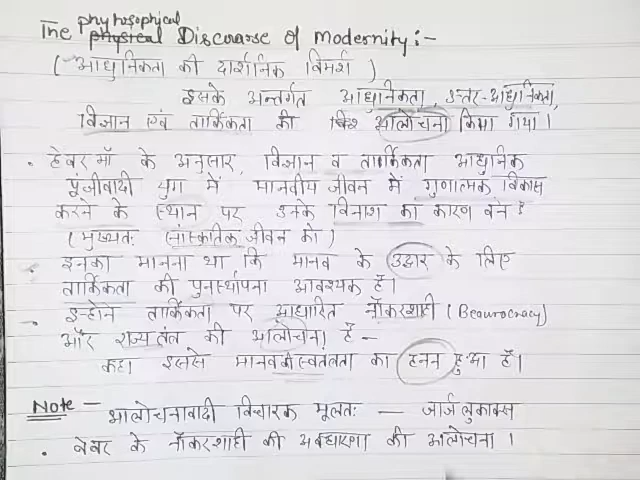 phylosophical
The physical Discourse of Modernity:-
(आधुनिकता की दार्शनिक विमर्श)
इसके अन्तर्गत आधुनिकता, उत्तर-आधुनिकता,
विज्ञान एवं तार्किकता की आलोचना किया गया।
. हेबर माँ के अनुसार, विज्ञान व तार्किकता आधुनिक
पूंजीवादी युग में मानवीय जीवन में गुणात्मक विकास
करने के स्थान पर उनके विनाश का कारण बने।
(मुख्यतः सांस्कृतिक जीवन को)
. इनका मानना था कि मानव के उद्धार के लिए
तार्किकता की पुनर्स्थापना आवश्यक है।
. इन्होने तार्किकता पर आधारित नौकरशाही (Beaurocracy)
और राज्यतंत्र की आलोचना है -
कहा इससे मानव की स्वतंत्रता का हनन हुआ है।
Note - आलोचनावादी विचारक मूलतः - जार्ज लुकाक्स
. वेबर के नौकरशाही की अवधारणा की आलोचना।